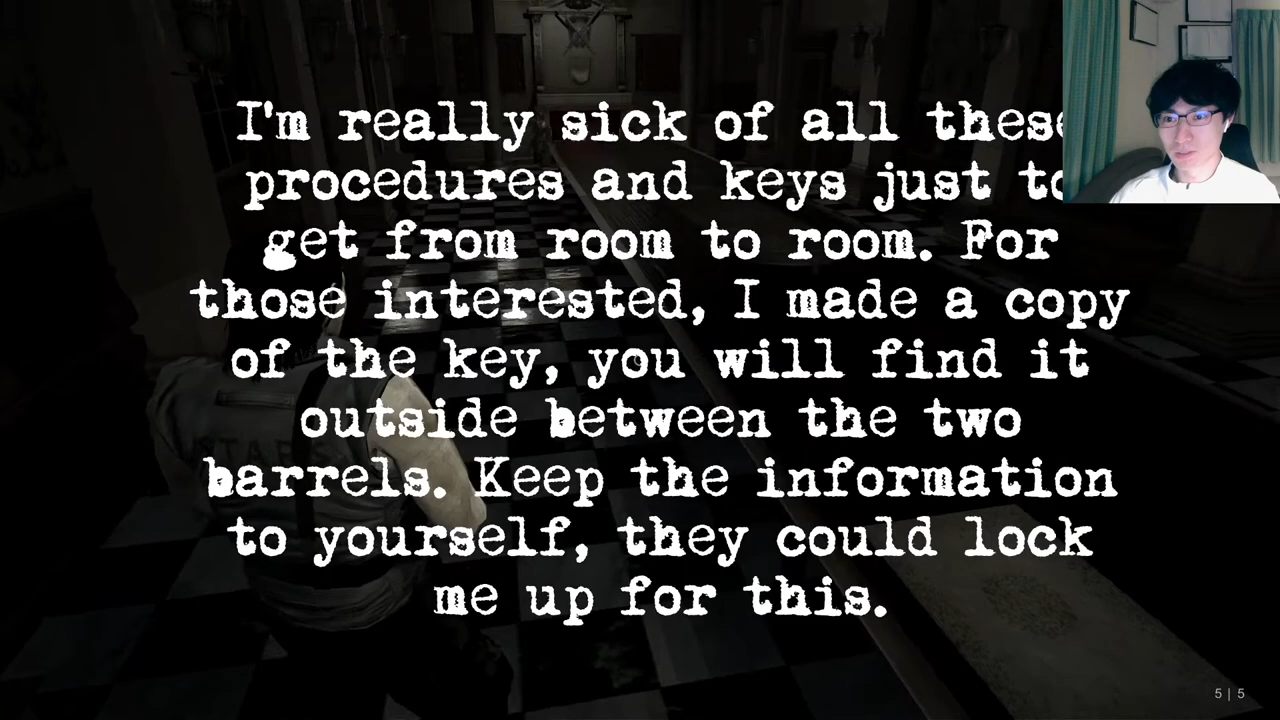 I'm really sick of all these
procedures and keys just to
get from room to room. For
those interested, I made a copy
of the key, you will find it
outside between the two
barrels. Keep the information
to yourself, they could lock
me up for this.
5 | 5